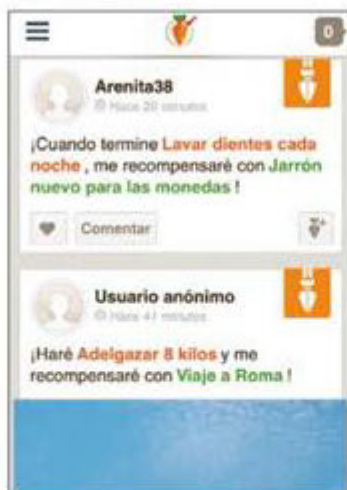 0
Arenita38
Hace 20 minutos
¡Cuando termine Lavar dientes cada
noche , me recompensaré con Jarrón
nuevo para las monedas !
Comentar
Usuario anónimo
Hace 41 minutos
¡Haré Adelgazar 8 kilos y me
recompensaré con Viaje a Roma !